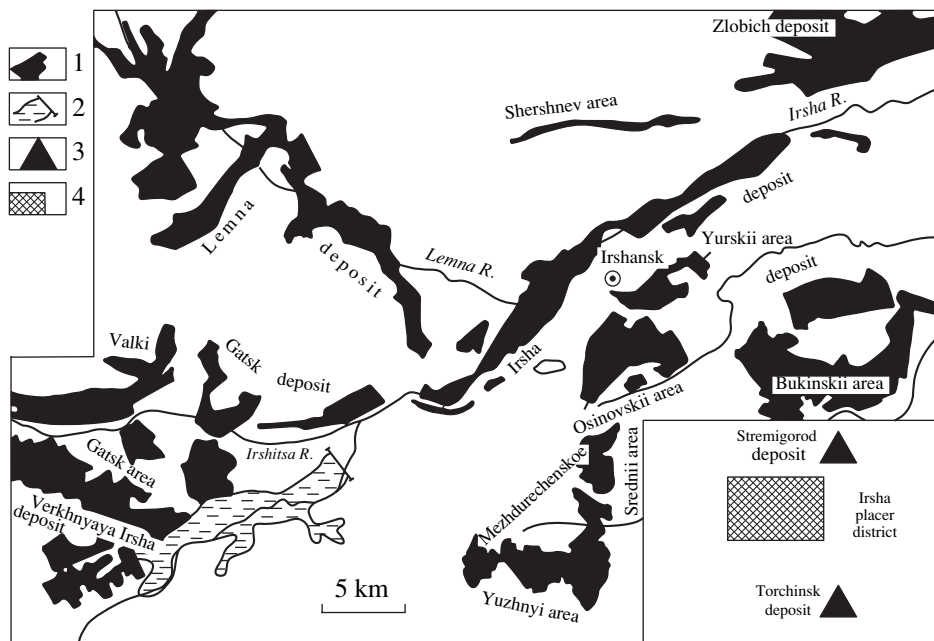 Zlobich deposit
1
2
3
4
Shershnev area
Irsha R.
deposit
Lemna
deposit
Lemna R.
Yurskii area
Irshansk
deposit
Valki
Gatsk
deposit
Irsha
Bukinskii area
Osinovskii area
Gatsk area
Irshitsa R.
Mezhdurechenskoe
Srednii area
Verkhnyaya Irsha
deposit
5 km
Yuzhnyi area
Stremigorod
deposit
Irsha
placer
district
Torchinsk
deposit